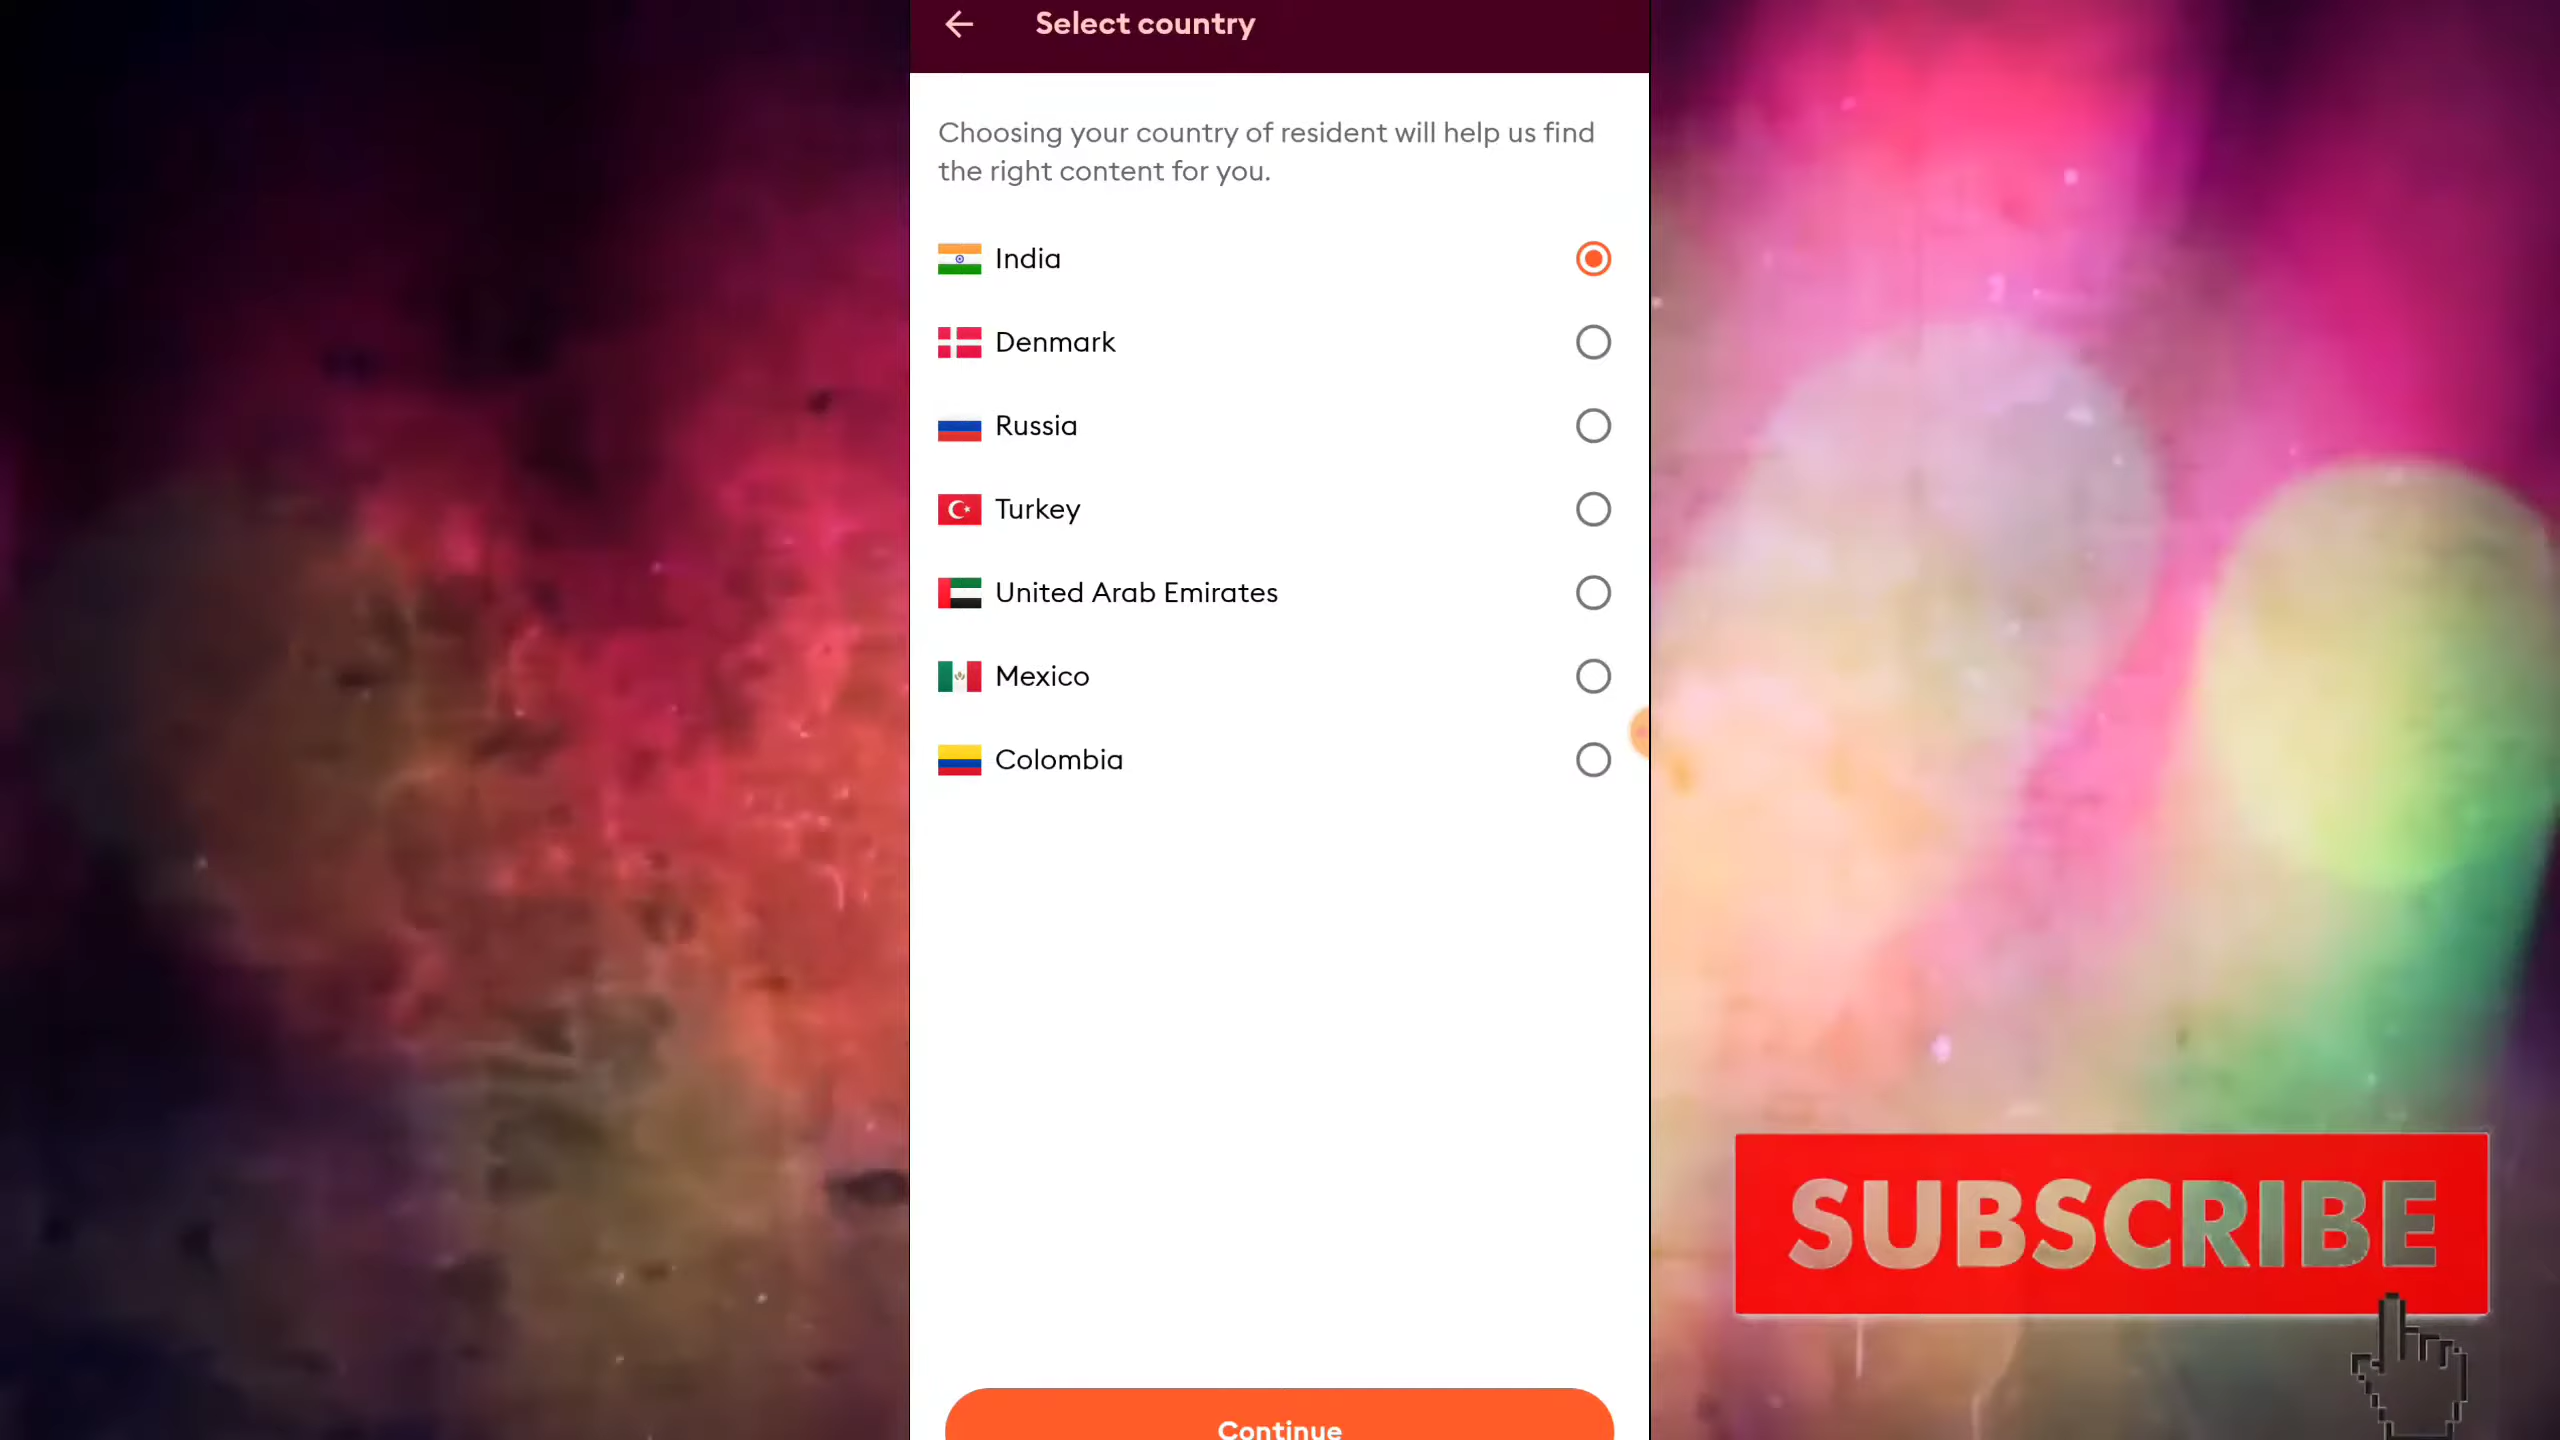 Select country
Choosing your country of resident will help us find
the right content for you.
India
Denmark
Russia
Turkey
United Arab Emirates
Mexico
Colombia
SUBSCRIBE
Continue